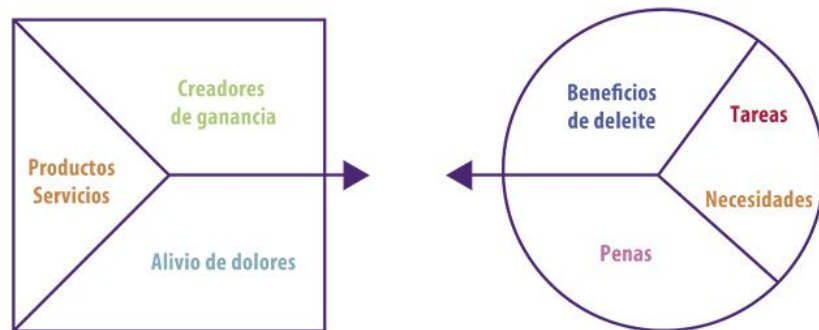 Creadores
de ganancia
Productos
Servicios
Alivio de dolores
Beneficios
de deleite
Tareas
Necesidades
Penas